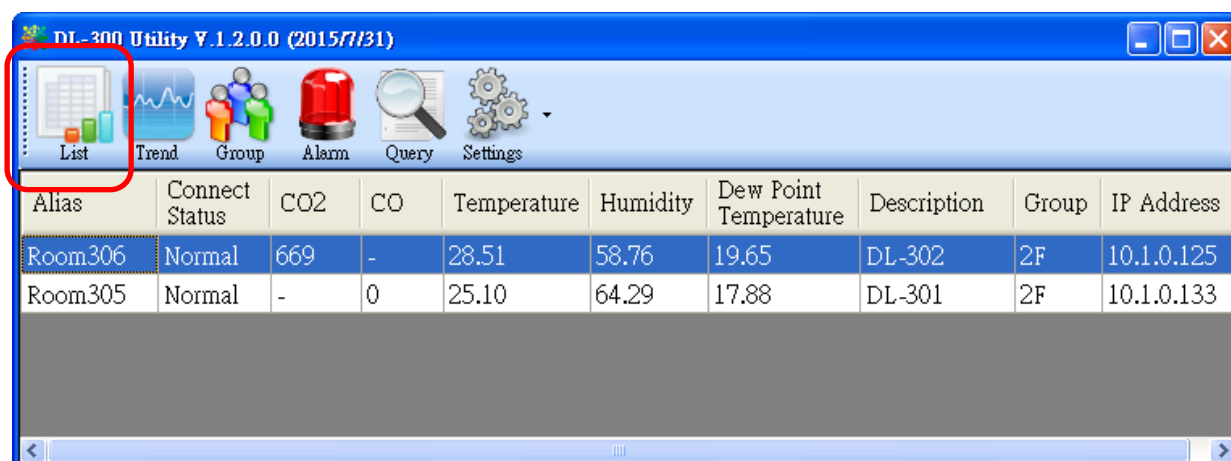 DL-300 Utility V.1.2.0.0 (2015/7/31)
List Trend Group Alarm Query Settings
Alias Connect Status CO2 CO Temperature Humidity Dew Point Temperature Description Group IP Address
Room306 Normal 669 - 28.51 58.76 19.65 DL-302 2F 10.1.0.125
Room305 Normal - 0 25.10 64.29 17.88 DL-301 2F 10.1.0.133